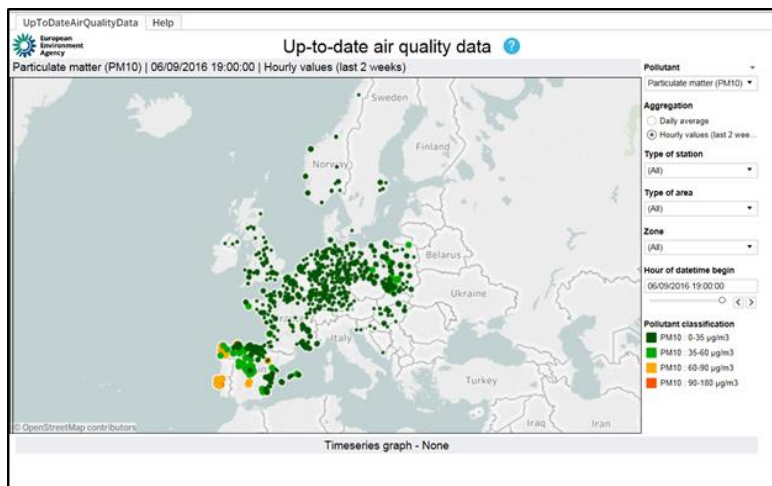 UpToDateAirQualityData Help
European
Environment
Agency
Up-to-date air quality data ?
Particulate matter (PM10) | 06/09/2016 19:00:00 | Hourly values (last 2 weeks)
Pollutant
Particulate matter (PM10)
Aggregation
Daily average
Hourly values (last 2 wee...
Type of station
(All)
Type of area
(All)
Zone
(All)
Hour of datetime begin
06/09/2016 19:00:00
Pollutant classification
PM10 : 0-35 µg/m3
PM10 : 35-60 µg/m3
PM10 : 60-90 µg/m3
PM10 : 90-180 µg/m3
Sweden
Finland
Norway
Belarus
Ukraine
Italy
Turkey
Iraq
Iran
© OpenStreetMap contributors
Timeseries graph - None